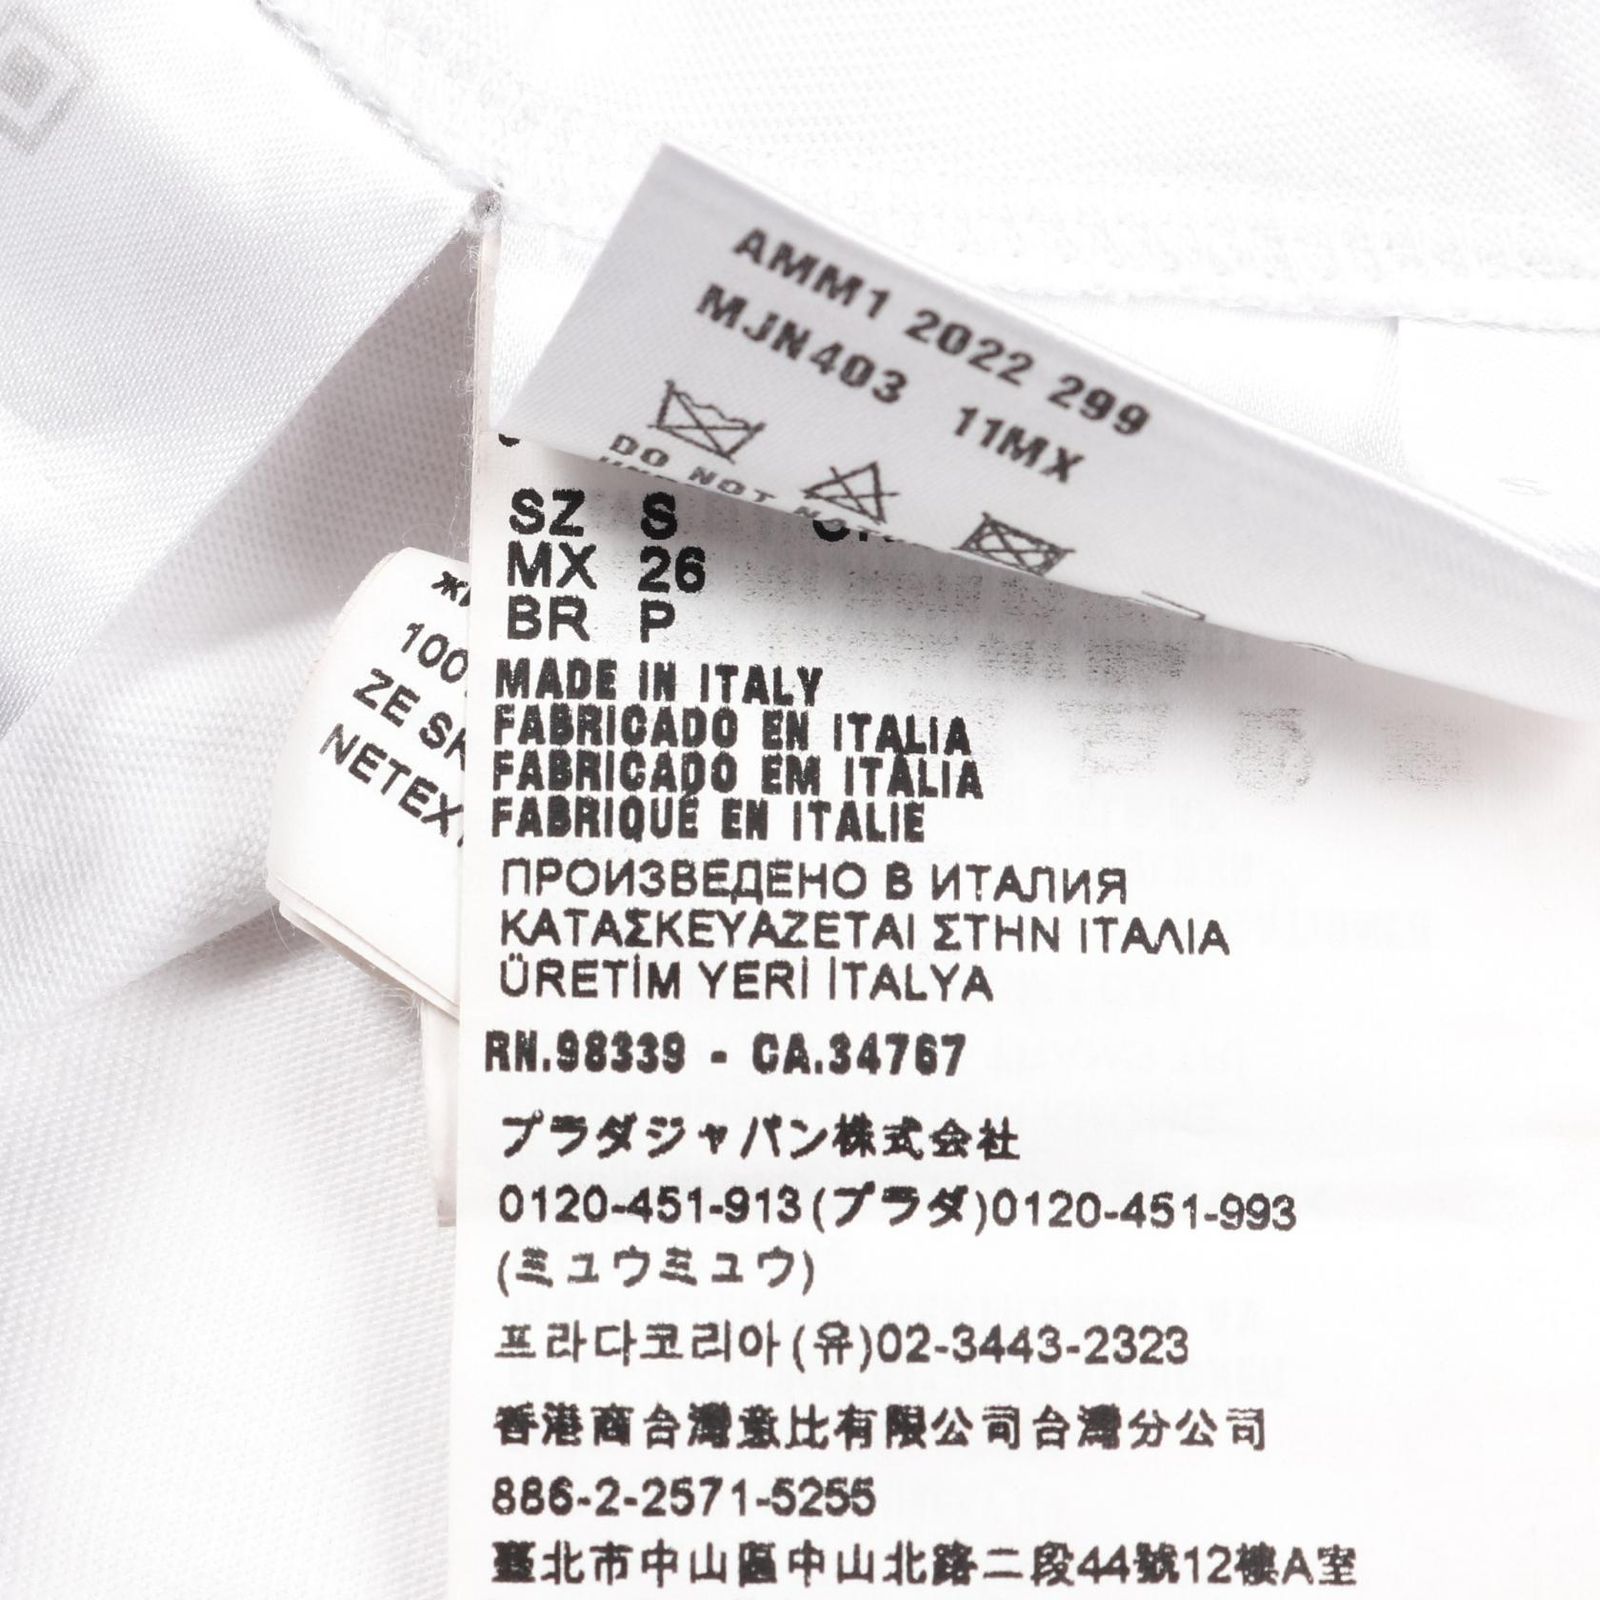 AMM1 2022 299
MJN403 11MX
DO NOT
SZ S
MX 26
BR P
MADE IN ITALY
FABRICADO EN ITALIA
FABRICADO EM ITÁLIA
FABRIQUÉ EN ITALIE
ПРОИЗВЕДЕНО В ИТАЛИЯ
ΚΑΤΑΣΚΕΥΑΖΕΤΑΙ ΣΤΗΝ ΙΤΑΛΙΑ
ÜRETİM YERİ İTALYA
RN.98339 - CA.34767
プラダジャパン株式会社
0120-451-913(プラダ)0120-451-993
(ミュウミュウ)
프라다코리아(유)02-3443-2323
香港商台灣意比有限公司台灣分公司
886-2-2571-5255
臺北市中山區中山北路二段44號12樓A室
100
ZE